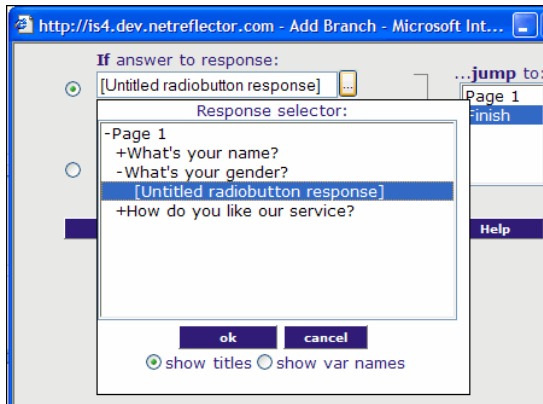 http://is4.dev.netreflector.com - Add Branch - Microsoft Int...
If answer to response:
[Untitled radiobutton response] ...
...jump to:
Page 1
Finish
Response selector:
-Page 1
+What's your name?
-What's your gender?
[Untitled radiobutton response]
+How do you like our service?
Help
ok cancel
show titles show var names